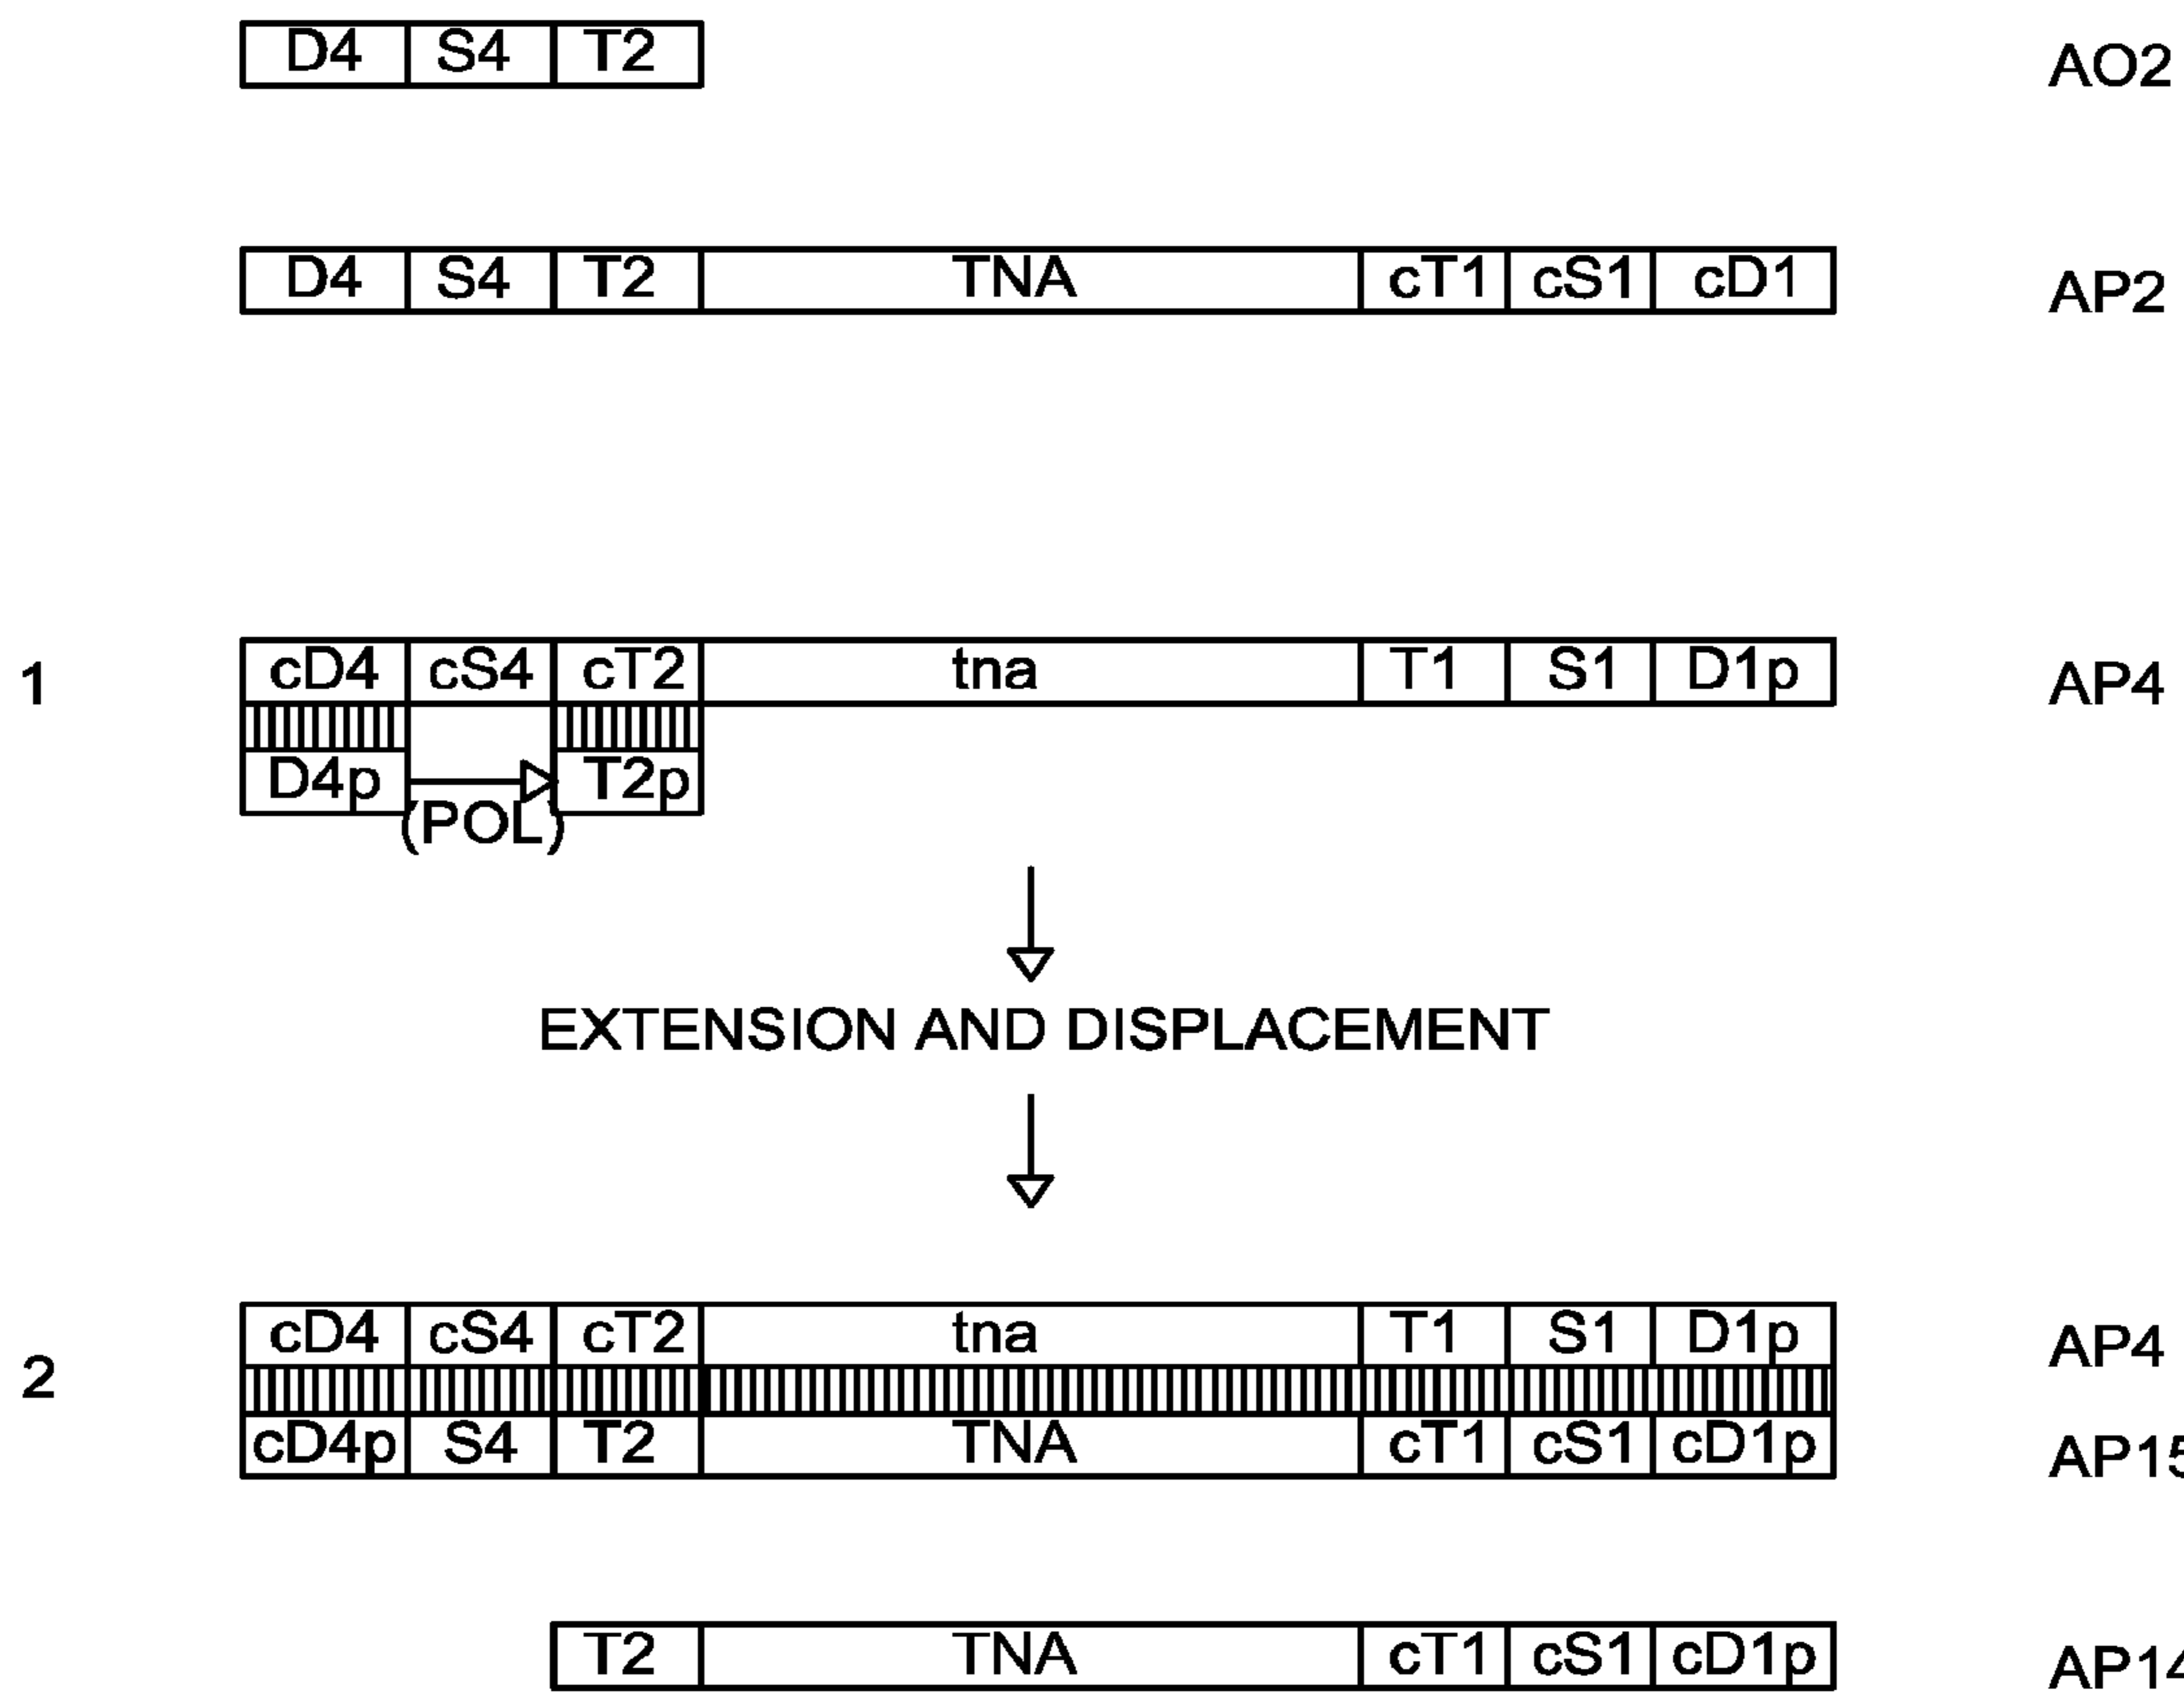 D4 S4 T2 AO2
D4 S4 T2 TNA cT1 cS1 cD1 AP2
1 cD4 cS4 cT2 tna T1 S1 D1p AP4
D4p T2p
(POL)
EXTENSION AND DISPLACEMENT
cD4 cS4 cT2 tna T1 S1 D1p AP4
2
cD4p S4 T2 TNA cT1 cS1 cD1p AP15
T2 TNA cT1 cS1 cD1p AP14